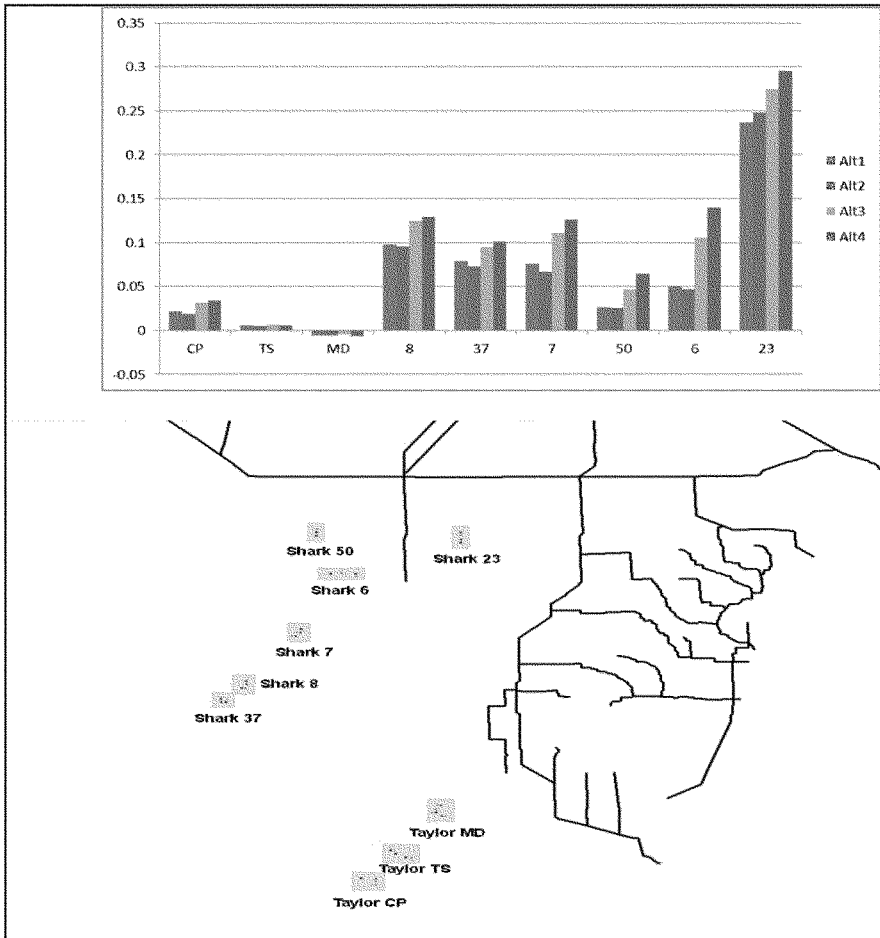 0.35
0.3
0.25
0.2
0.15
0.1
0.05
0
-0.05
CP TS MD 8 37 7 50 6 23
Alt1
Alt2
Alt3
Alt4
Shark 50
Shark 23
Shark 6
Shark 7
Shark 8
Shark 37
Taylor MD
Taylor TS
Taylor CP